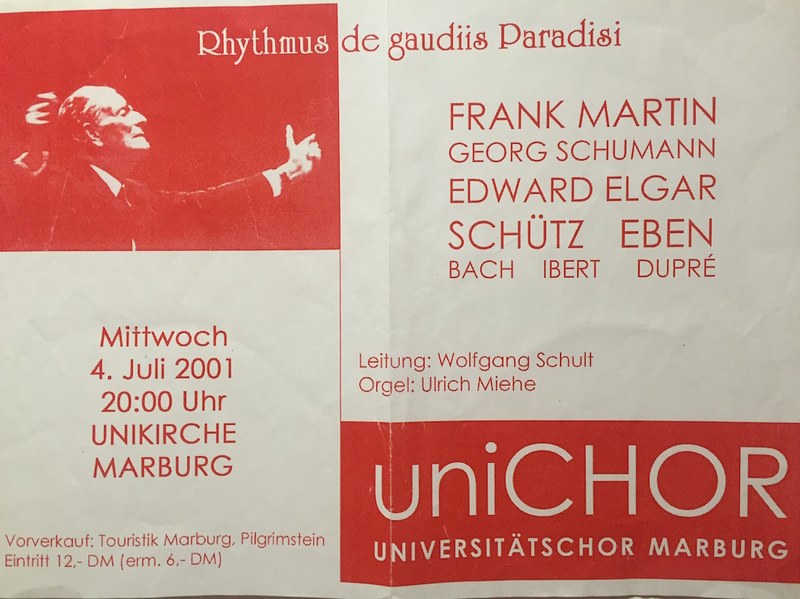 Rhythmus de gaudiis Paradisi
FRANK MARTIN
GEORG SCHUMANN
EDWARD ELGAR
SCHÜTZ EBEN
BACH IBERT DUPRÉ
Mittwoch
4. Juli 2001
20:00 Uhr
UNIKIRCHE
MARBURG
Leitung: Wolfgang Schult
Orgel: Ulrich Miehe
Vorverkauf: Touristik Marburg, Pilgrimstein
Eintritt 12,- DM (erm. 6,- DM)
uniCHOR
UNIVERSITÄTSCHOR MARBURG